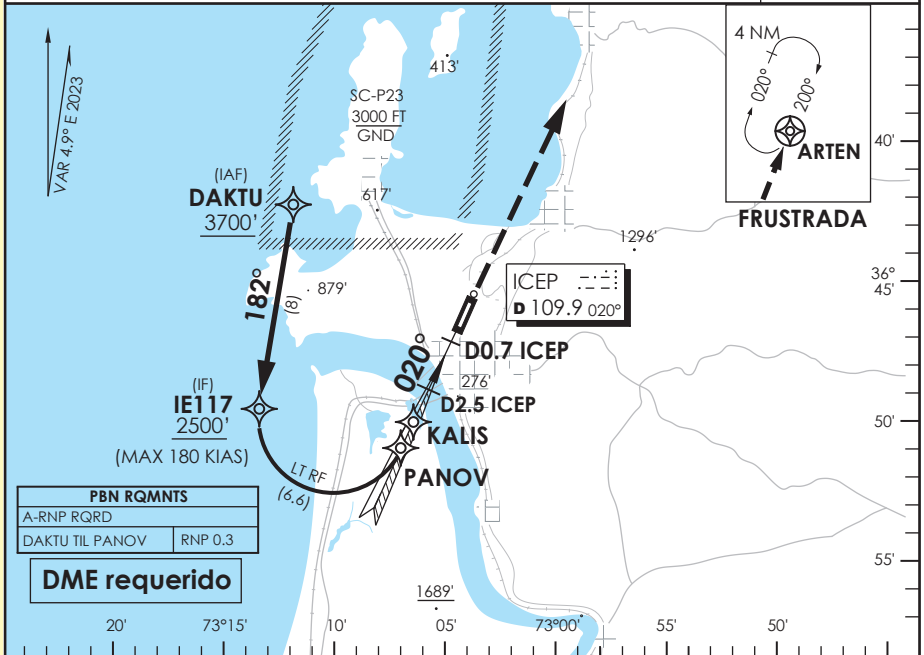 VAR 4.9° E 2023
413'
SC-P23
3000 FT
GND
617'
4 NM
020°
200°
ARTEN
FRUSTRADA
40'
(IAF)
DAKTU
3700'
1296'
182°
(8)
879'
ICEP
D 109.9 020°
36°
45'
020°
D0.7 ICEP
276'
D2.5 ICEP
(IF)
IE117
2500'
(MAX 180 KIAS)
KALIS
50'
LT RF
(6.6)
PANOV
PBN RQMNTS
A-RNP RQRD
DAKTU TIL PANOV RNP 0.3
DME requerido
55'
1689'
20' 73°15' 10' 05' 73°00' 55' 50'